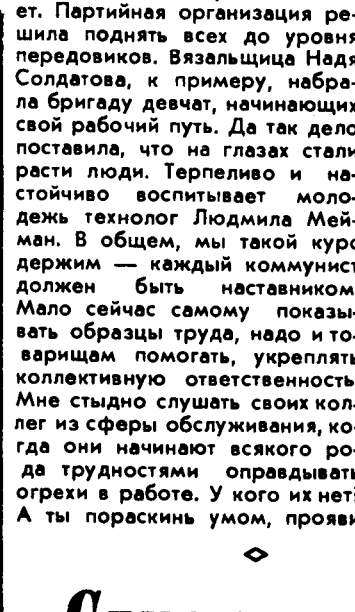 ет. Партийная организация ре-
шила поднять всех до уровня
передовиков. Вязальщица Надя
Солдатова, к примеру, набра-
ла бригаду девчат, начинающих
свой рабочий путь. Да так дело
поставила, что на глазах стали
расти люди. Терпеливо и на-
стойчиво воспитывает моло-
дежь технолог Людмила Мей-
ман. В общем, мы такой курс
держим — каждый коммунист
должен быть наставником
Мало сейчас самому показы-
вать образцы труда, надо и то-
варищам помогать, укреплять
коллективную ответственность
Мне стыдно слушать своих кол-
лег из сферы обслуживания, ко-
гда они начинают всякого ро-
да трудностями оправдывать
огрехи в работе. У кого их нет?
А ты пораскинь умом, прояви